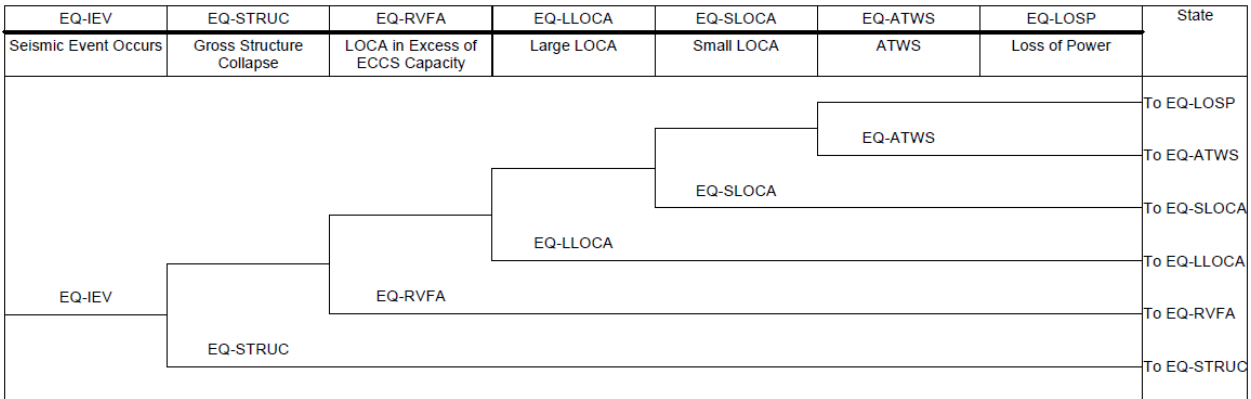 EQ-IEV EQ-STRUC EQ-RVFA EQ-LLOCA EQ-SLOCA EQ-ATWS EQ-LOSP State
Seismic Event Occurs Gross Structure Collapse LOCA in Excess of ECCS Capacity Large LOCA Small LOCA ATWS Loss of Power
To EQ-LOSP
EQ-ATWS
To EQ-ATWS
EQ-SLOCA
To EQ-SLOCA
EQ-LLOCA
To EQ-LLOCA
EQ-IEV EQ-RVFA
To EQ-RVFA
EQ-STRUC
To EQ-STRUC